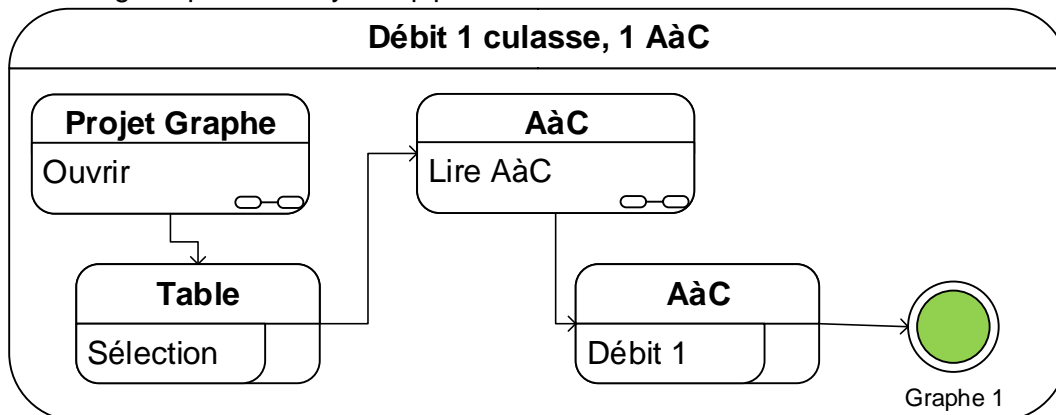 Débit 1 culasse, 1 AàC
Projet Graphe
Ouvrir
AàC
Lire AàC
Table
Sélection
AàC
Débit 1
Graphe 1